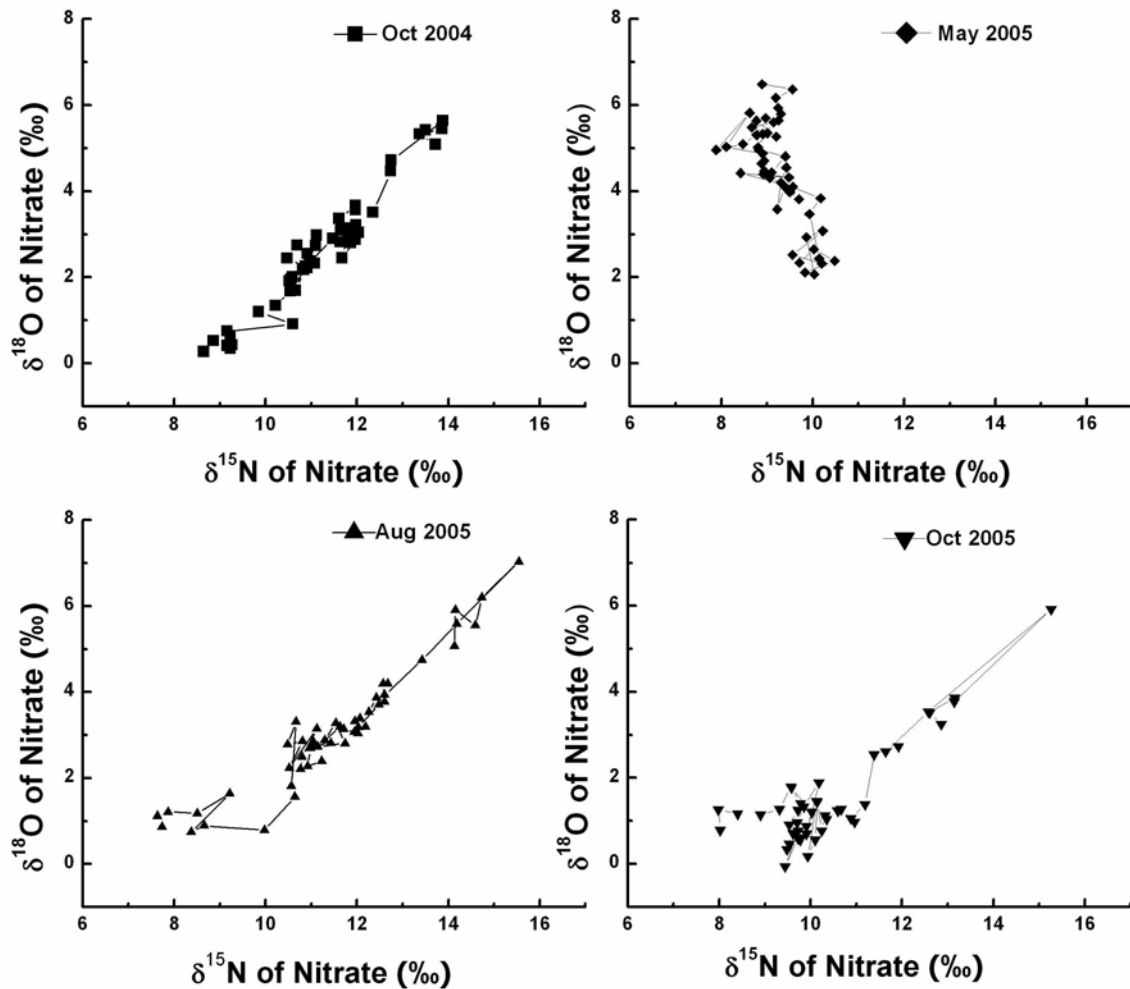 Oct 2004
δ18O of Nitrate (‰)
8
6
4
2
0
6 8 10 12 14 16
δ15N of Nitrate (‰)
May 2005
δ18O of Nitrate (‰)
8
6
4
2
0
6 8 10 12 14 16
δ15N of Nitrate (‰)
Aug 2005
δ18O of Nitrate (‰)
8
6
4
2
0
6 8 10 12 14 16
δ15N of Nitrate (‰)
Oct 2005
δ18O of Nitrate (‰)
8
6
4
2
0
6 8 10 12 14 16
δ15N of Nitrate (‰)